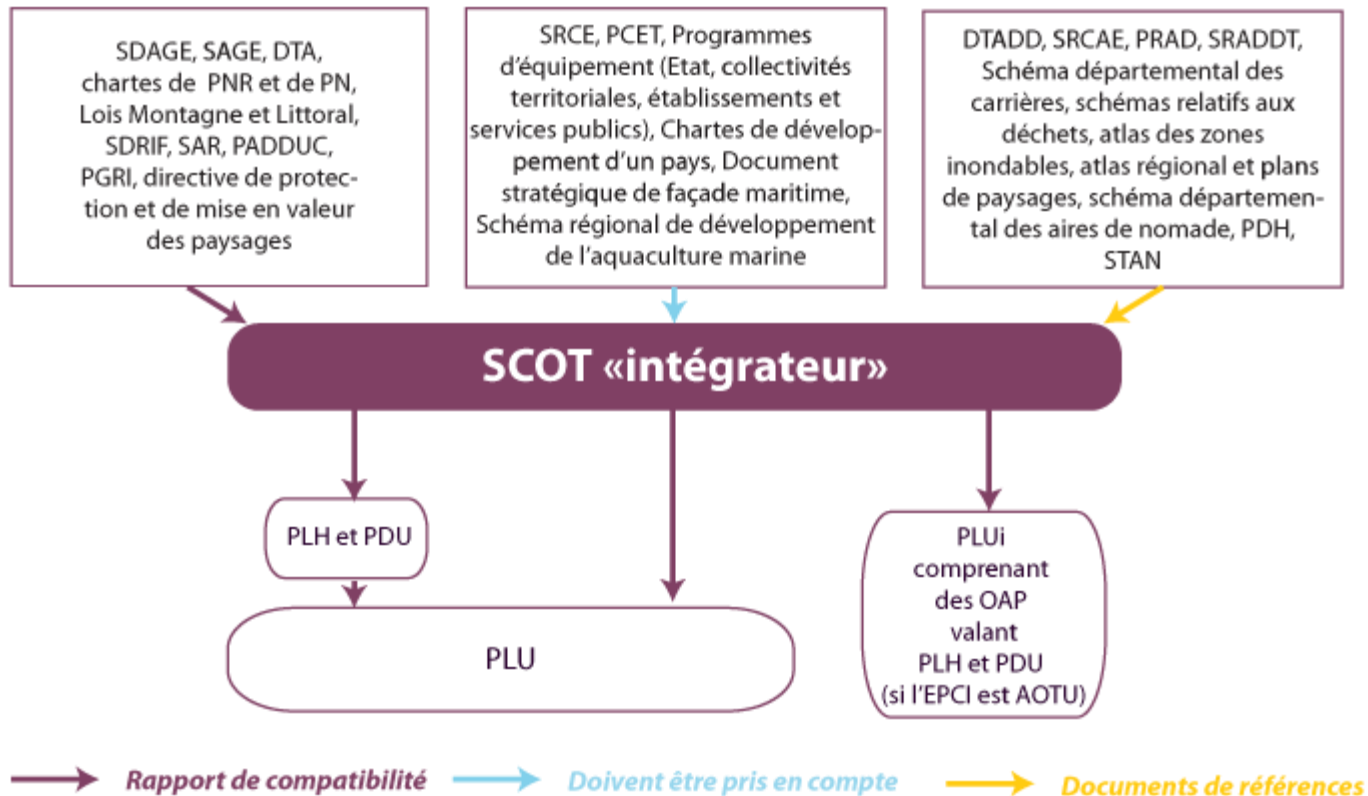 SDAGE, SAGE, DTA,
chartes de PNR et de PN,
Lois Montagne et Littoral,
SDRIF, SAR, PADDUC,
PGRI, directive de protec-
tion et de mise en valeur
des paysages
SRCE, PCET, Programmes
d'équipement (Etat, collectivités
territoriales, établissements et
services publics), Chartes de dévelop-
pement d'un pays, Document
stratégique de façade maritime,
Schéma régional de développement
de l'aquaculture marine
DTADD, SRCAE, PRAD, SRADDT,
Schéma départemental des
carrières, schémas relatifs aux
déchets, atlas des zones
inondables, atlas régional et plans
de paysages, schéma départemen-
tal des aires de nomade, PDH,
STAN
SCOT «intégrateur»
PLH et PDU
PLU
PLUi
comprenant
des OAP
valant
PLH et PDU
(si l'EPCI est AOTU)
Rapport de compatibilité
Doivent être pris en compte
Documents de références